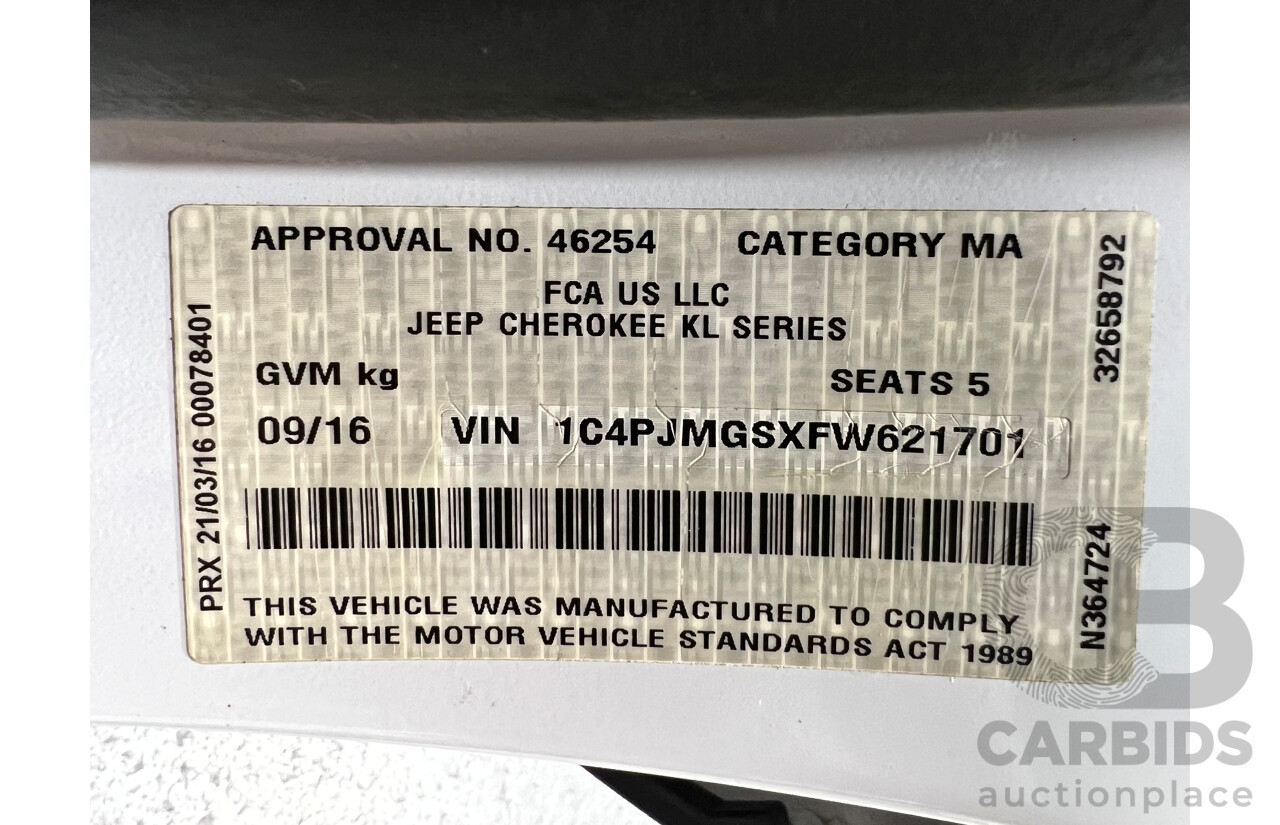 APPROVAL NO. 46254 CATEGORY MA
FCA US LLC
JEEP CHEROKEE KL SERIES
GVM kg SEATS 5
09/16 VIN 1C4PJMGSXFW621701
THIS VEHICLE WAS MANUFACTURED TO COMPLY
WITH THE MOTOR VEHICLE STANDARDS ACT 1989
PRX 21/03/16 00078401
32658792
N364724
CB
CARBIDS
auctionplace